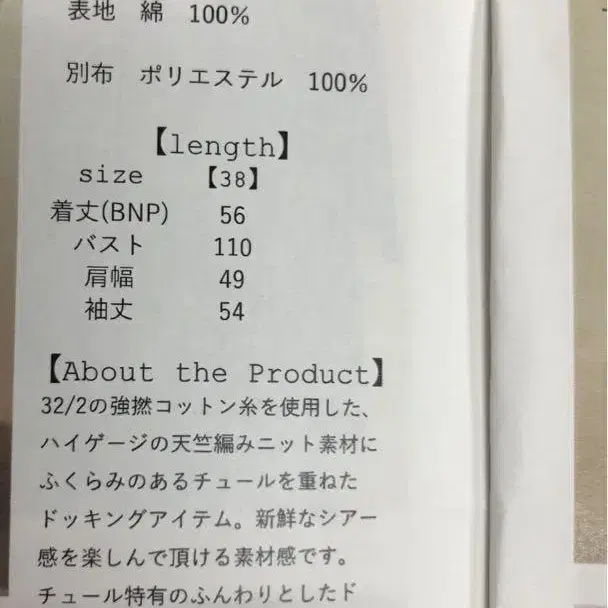 表地 綿 100%
別布 ポリエステル 100%
【length】
size 【38】
着丈(BNP) 56
バスト 110
肩幅 49
袖丈 54
【About the Product】
32/2の強撚コットン糸を使用した、
ハイゲージの天竺編みニット素材に
ふくらみのあるチュールを重ねた
ドッキングアイテム。新鮮なシアー
感を楽しんで頂ける素材感です。
チュール特有のふんわりとしたド